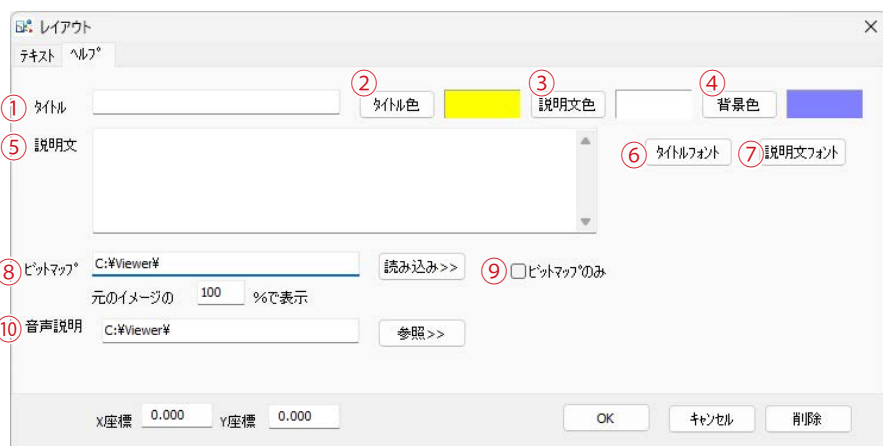 レイアウト
テキスト ヘルプ
① タイトル ② タイトル色 ③ 説明文色 ④ 背景色
⑤ 説明文 ⑥ タイトルフォント ⑦ 説明文フォント
⑧ ビットマップ C:¥Viewer¥ 読み込み>> ⑨ ビットマップのみ
元のイメージの 100 %で表示
⑩ 音声説明 C:¥Viewer¥ 参照>>
X座標 0.000 Y座標 0.000 OK キャンセル 削除